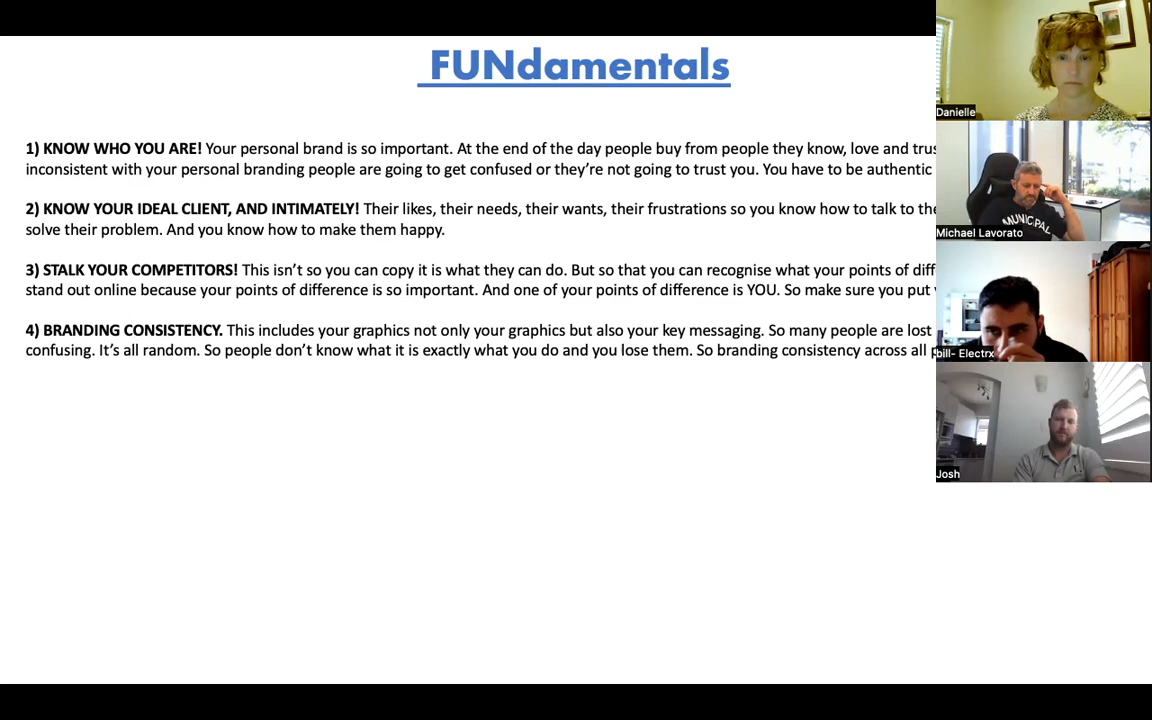 FUNdamentals
1) KNOW WHO YOU ARE! Your personal brand is so important. At the end of the day people buy from people they know, love and
inconsistent with your personal branding people are going to get confused or they're not going to trust you. You have to be authentic
2) KNOW YOUR IDEAL CLIENT, AND INTIMATELY! Their likes, their needs, their wants, their frustrations so you know how to talk to
solve their problem. And you know how to make them happy.
3) STALK YOUR COMPETITORS! This isn't so you can copy it is what they can do. But so that you can recognise what your points of
stand out online because your points of difference is so important. And one of your points of difference is YOU. So make sure you put
4) BRANDING CONSISTENCY. This includes your graphics not only your graphics but also your key messaging. So many people are lost
confusing. It's all random. So people don't know what it is exactly what you do and you lose them. So branding consistency across all
Danielle
MUNICIPAL
Michael Lavorato
bill- Electrx
Josh